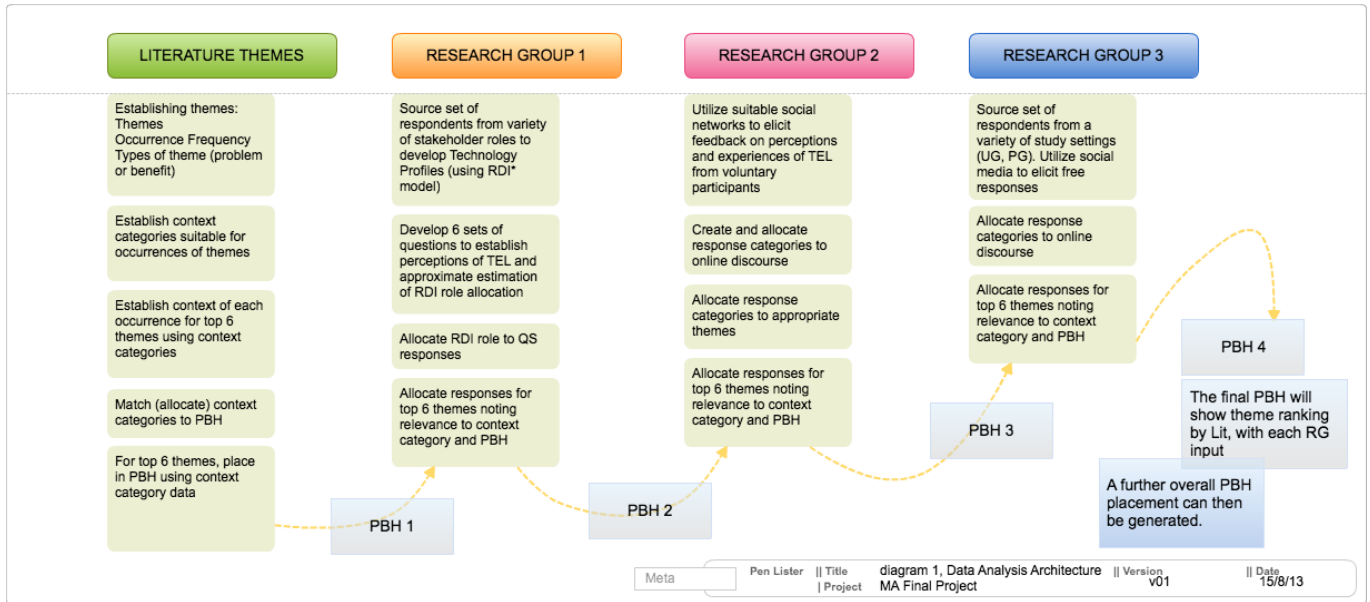 LITERATURE THEMES
Establishing themes:
Themes
Occurrence Frequency
Types of theme (problem
or benefit)
Establish context
categories suitable for
occurrences of themes
Establish context of each
occurrence for top 6
themes using context
categories
Match (allocate) context
categories to PBH
For top 6 themes, place
in PBH using context
category data
PBH 1
RESEARCH GROUP 1
Source set of
respondents from variety
of stakeholder roles to
develop Technology
Profiles (using RDI*
model)
Develop 6 sets of
questions to establish
perceptions of TEL and
approximate estimation
of RDI role allocation
Allocate RDI role to QS
responses
Allocate responses for
top 6 themes noting
relevance to context
category and PBH
PBH 2
RESEARCH GROUP 2
Utilize suitable social
networks to elicit
feedback on perceptions
and experiences of TEL
from voluntary
participants
Create and allocate
response categories to
online discourse
Allocate response
categories to appropriate
themes
Allocate responses for
top 6 themes noting
relevance to context
category and PBH
PBH 3
RESEARCH GROUP 3
Source set of
respondents from a
variety of study settings
(UG, PG). Utilize social
media to elicit free
responses
Allocate response
categories to online
discourse
Allocate responses for
top 6 themes noting
relevance to context
category and PBH
PBH 4
The final PBH will
show theme ranking
by Lit, with each RG
input
A further overall PBH
placement can then
be generated.
Meta
Pen Lister || Title diagram 1, Data Analysis Architecture || Version v01 || Date 15/8/13
| Project MA Final Project